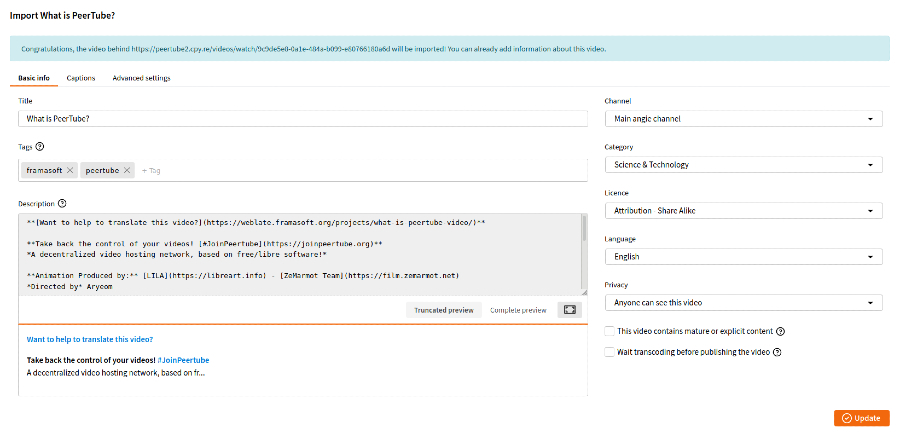 Import What is PeerTube?
Congratulations, the video behind https://peertube2.cpy.re/videos/watch/9c9de5e8-0a1e-484a-b099-e80766180a6d will be imported! You can already add information about this video.
Basic info Captions Advanced settings
Title
What is PeerTube?
Tags
framasoft peertube + Tag
Description
**[Want to help to translate this video?](https://weblate.framasoft.org/projects/what-is-peertube-video/)**
**Take back the control of your videos! [#JoinPeertube](https://joinpeertube.org)**
*A decentralized video hosting network, based on free/libre software!*
**Animation Produced by:** [LILA](https://libreart.info) - [ZeMarmot Team](https://film.zemarmot.net)
*Directed by* Aryeom
Truncated preview Complete preview
Want to help to translate this video?
Take back the control of your videos! #JoinPeertube
A decentralized video hosting network, based on fr...
Channel
Main angie channel
Category
Science & Technology
Licence
Attribution - Share Alike
Language
English
Privacy
Anyone can see this video
This video contains mature or explicit content
Wait transcoding before publishing the video
Update